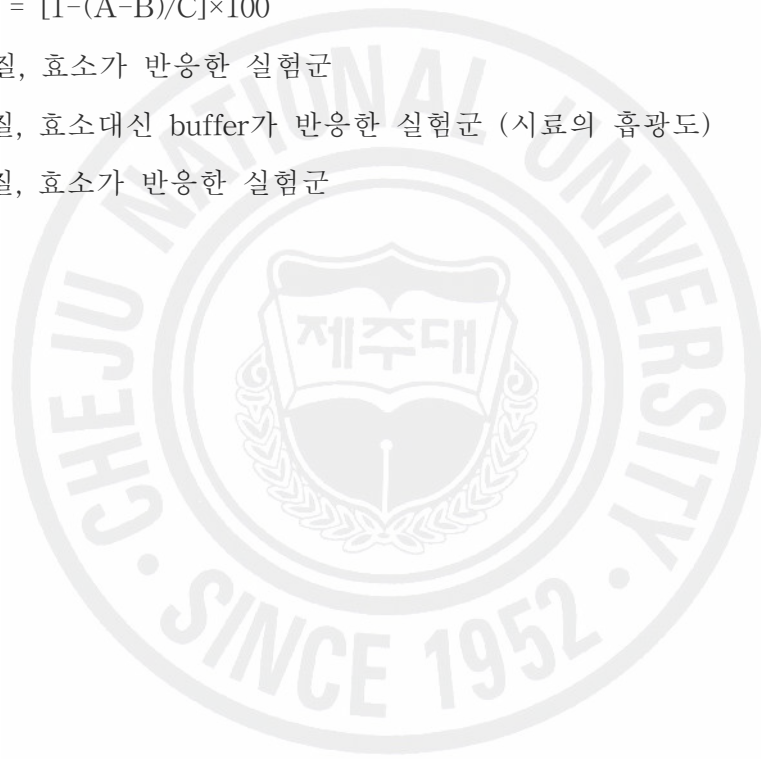 = [1-(A-B)/C]×100
질, 효소가 반응한 실험군
질, 효소대신 buffer가 반응한 실험군 (시료의 흡광도)
질, 효소가 반응한 실험군
CHEJU NATIONAL UNIVERSITY
제주대
SINCE 1952